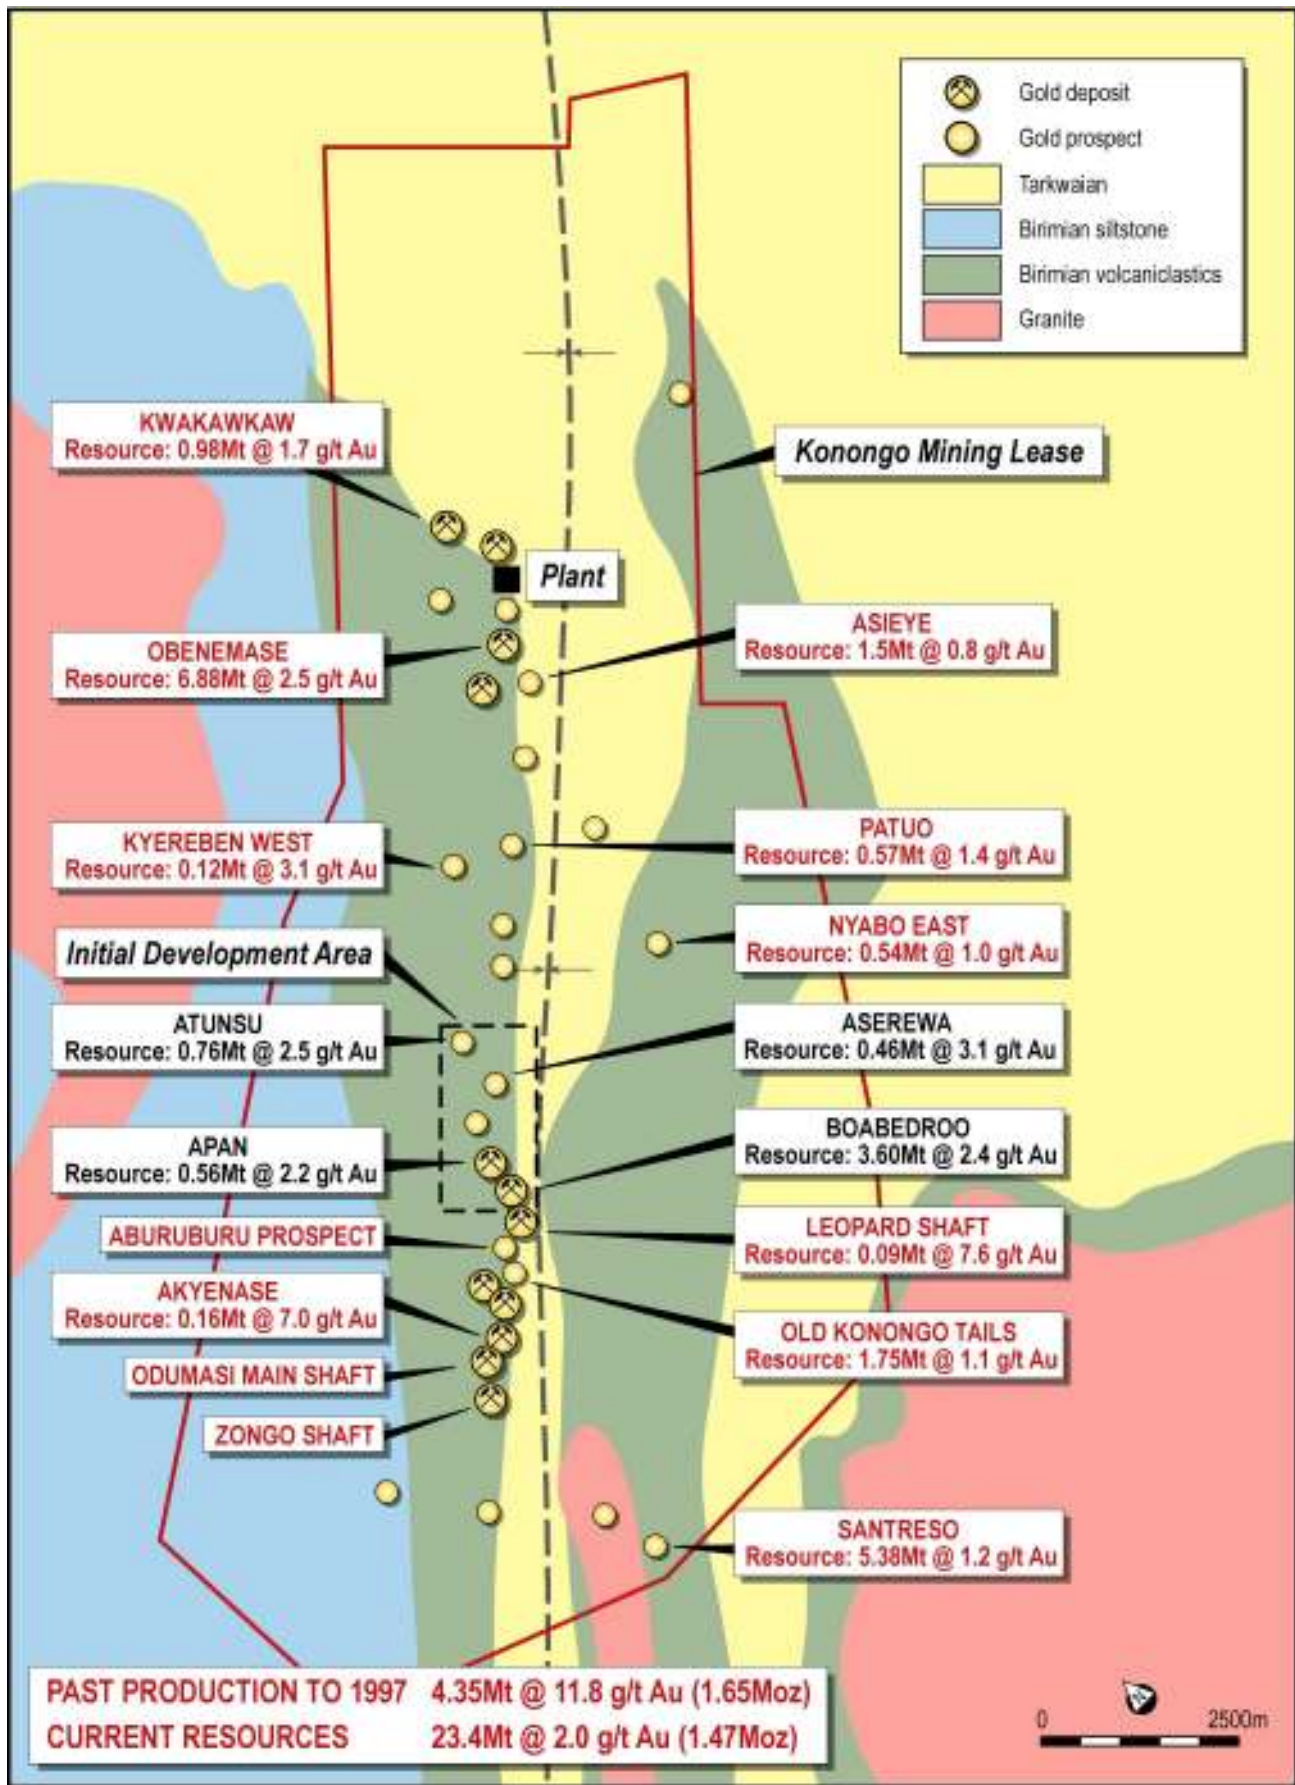 Gold deposit
Gold prospect
Tarkwaian
Birimian siltstone
Birimian volcaniclastics
Granite
KWAKAWKAW
Resource: 0.98Mt @ 1.7 g/t Au
Konongo Mining Lease
Plant
OBENEMASE
Resource: 6.88Mt @ 2.5 g/t Au
ASIEYE
Resource: 1.5Mt @ 0.8 g/t Au
KYEREBEN WEST
Resource: 0.12Mt @ 3.1 g/t Au
PATUO
Resource: 0.57Mt @ 1.4 g/t Au
NYABO EAST
Resource: 0.54Mt @ 1.0 g/t Au
Initial Development Area
ATUNSU
Resource: 0.76Mt @ 2.5 g/t Au
ASEREWA
Resource: 0.46Mt @ 3.1 g/t Au
APAN
Resource: 0.56Mt @ 2.2 g/t Au
BOABEDROO
Resource: 3.60Mt @ 2.4 g/t Au
ABURUBURU PROSPECT
LEOPARD SHAFT
Resource: 0.09Mt @ 7.6 g/t Au
AKYENASE
Resource: 0.16Mt @ 7.0 g/t Au
OLD KONONGO TAILS
Resource: 1.75Mt @ 1.1 g/t Au
ODUMASI MAIN SHAFT
ZONGO SHAFT
SANTRESO
Resource: 5.38Mt @ 1.2 g/t Au
PAST PRODUCTION TO 1997 4.35Mt @ 11.8 g/t Au (1.65Moz)
CURRENT RESOURCES 23.4Mt @ 2.0 g/t Au (1.47Moz)
N
0 2500m